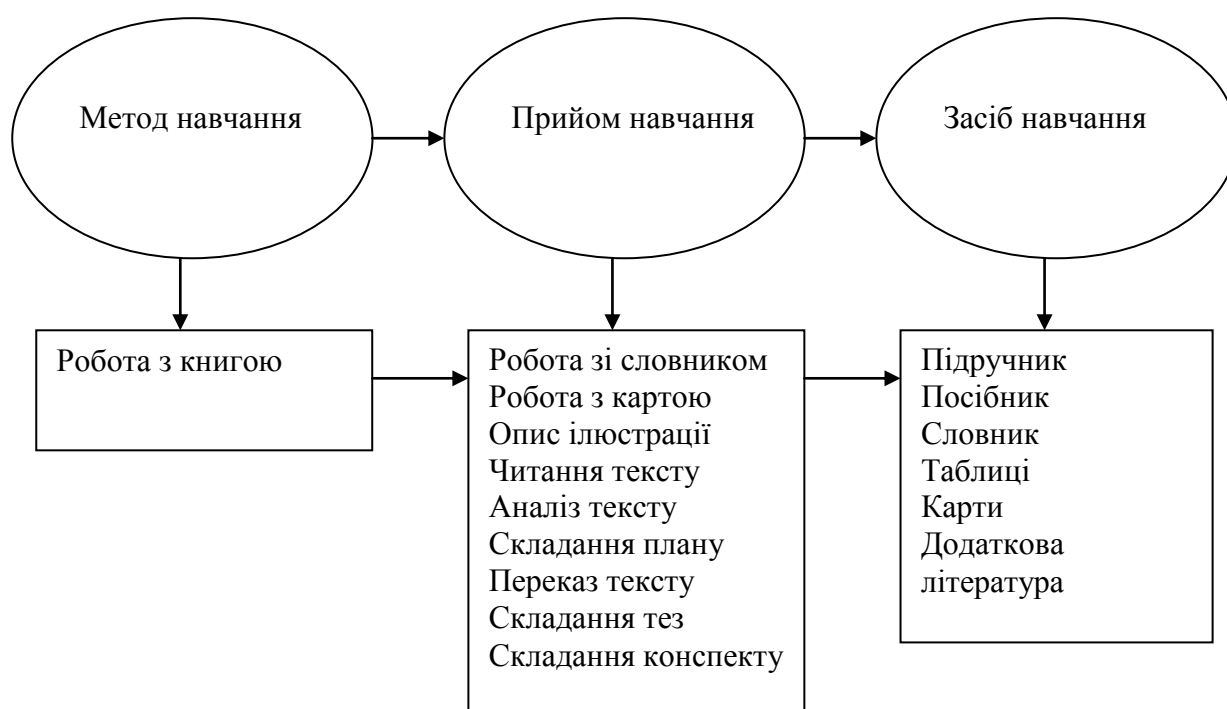 Метод навчання
Прийом навчання
Засіб навчання
Робота з книгою
Робота зі словником
Робота з картою
Опис ілюстрації
Читання тексту
Аналіз тексту
Складання плану
Переказ тексту
Складання тез
Складання конспекту
Підручник
Посібник
Словник
Таблиці
Карти
Додаткова
література